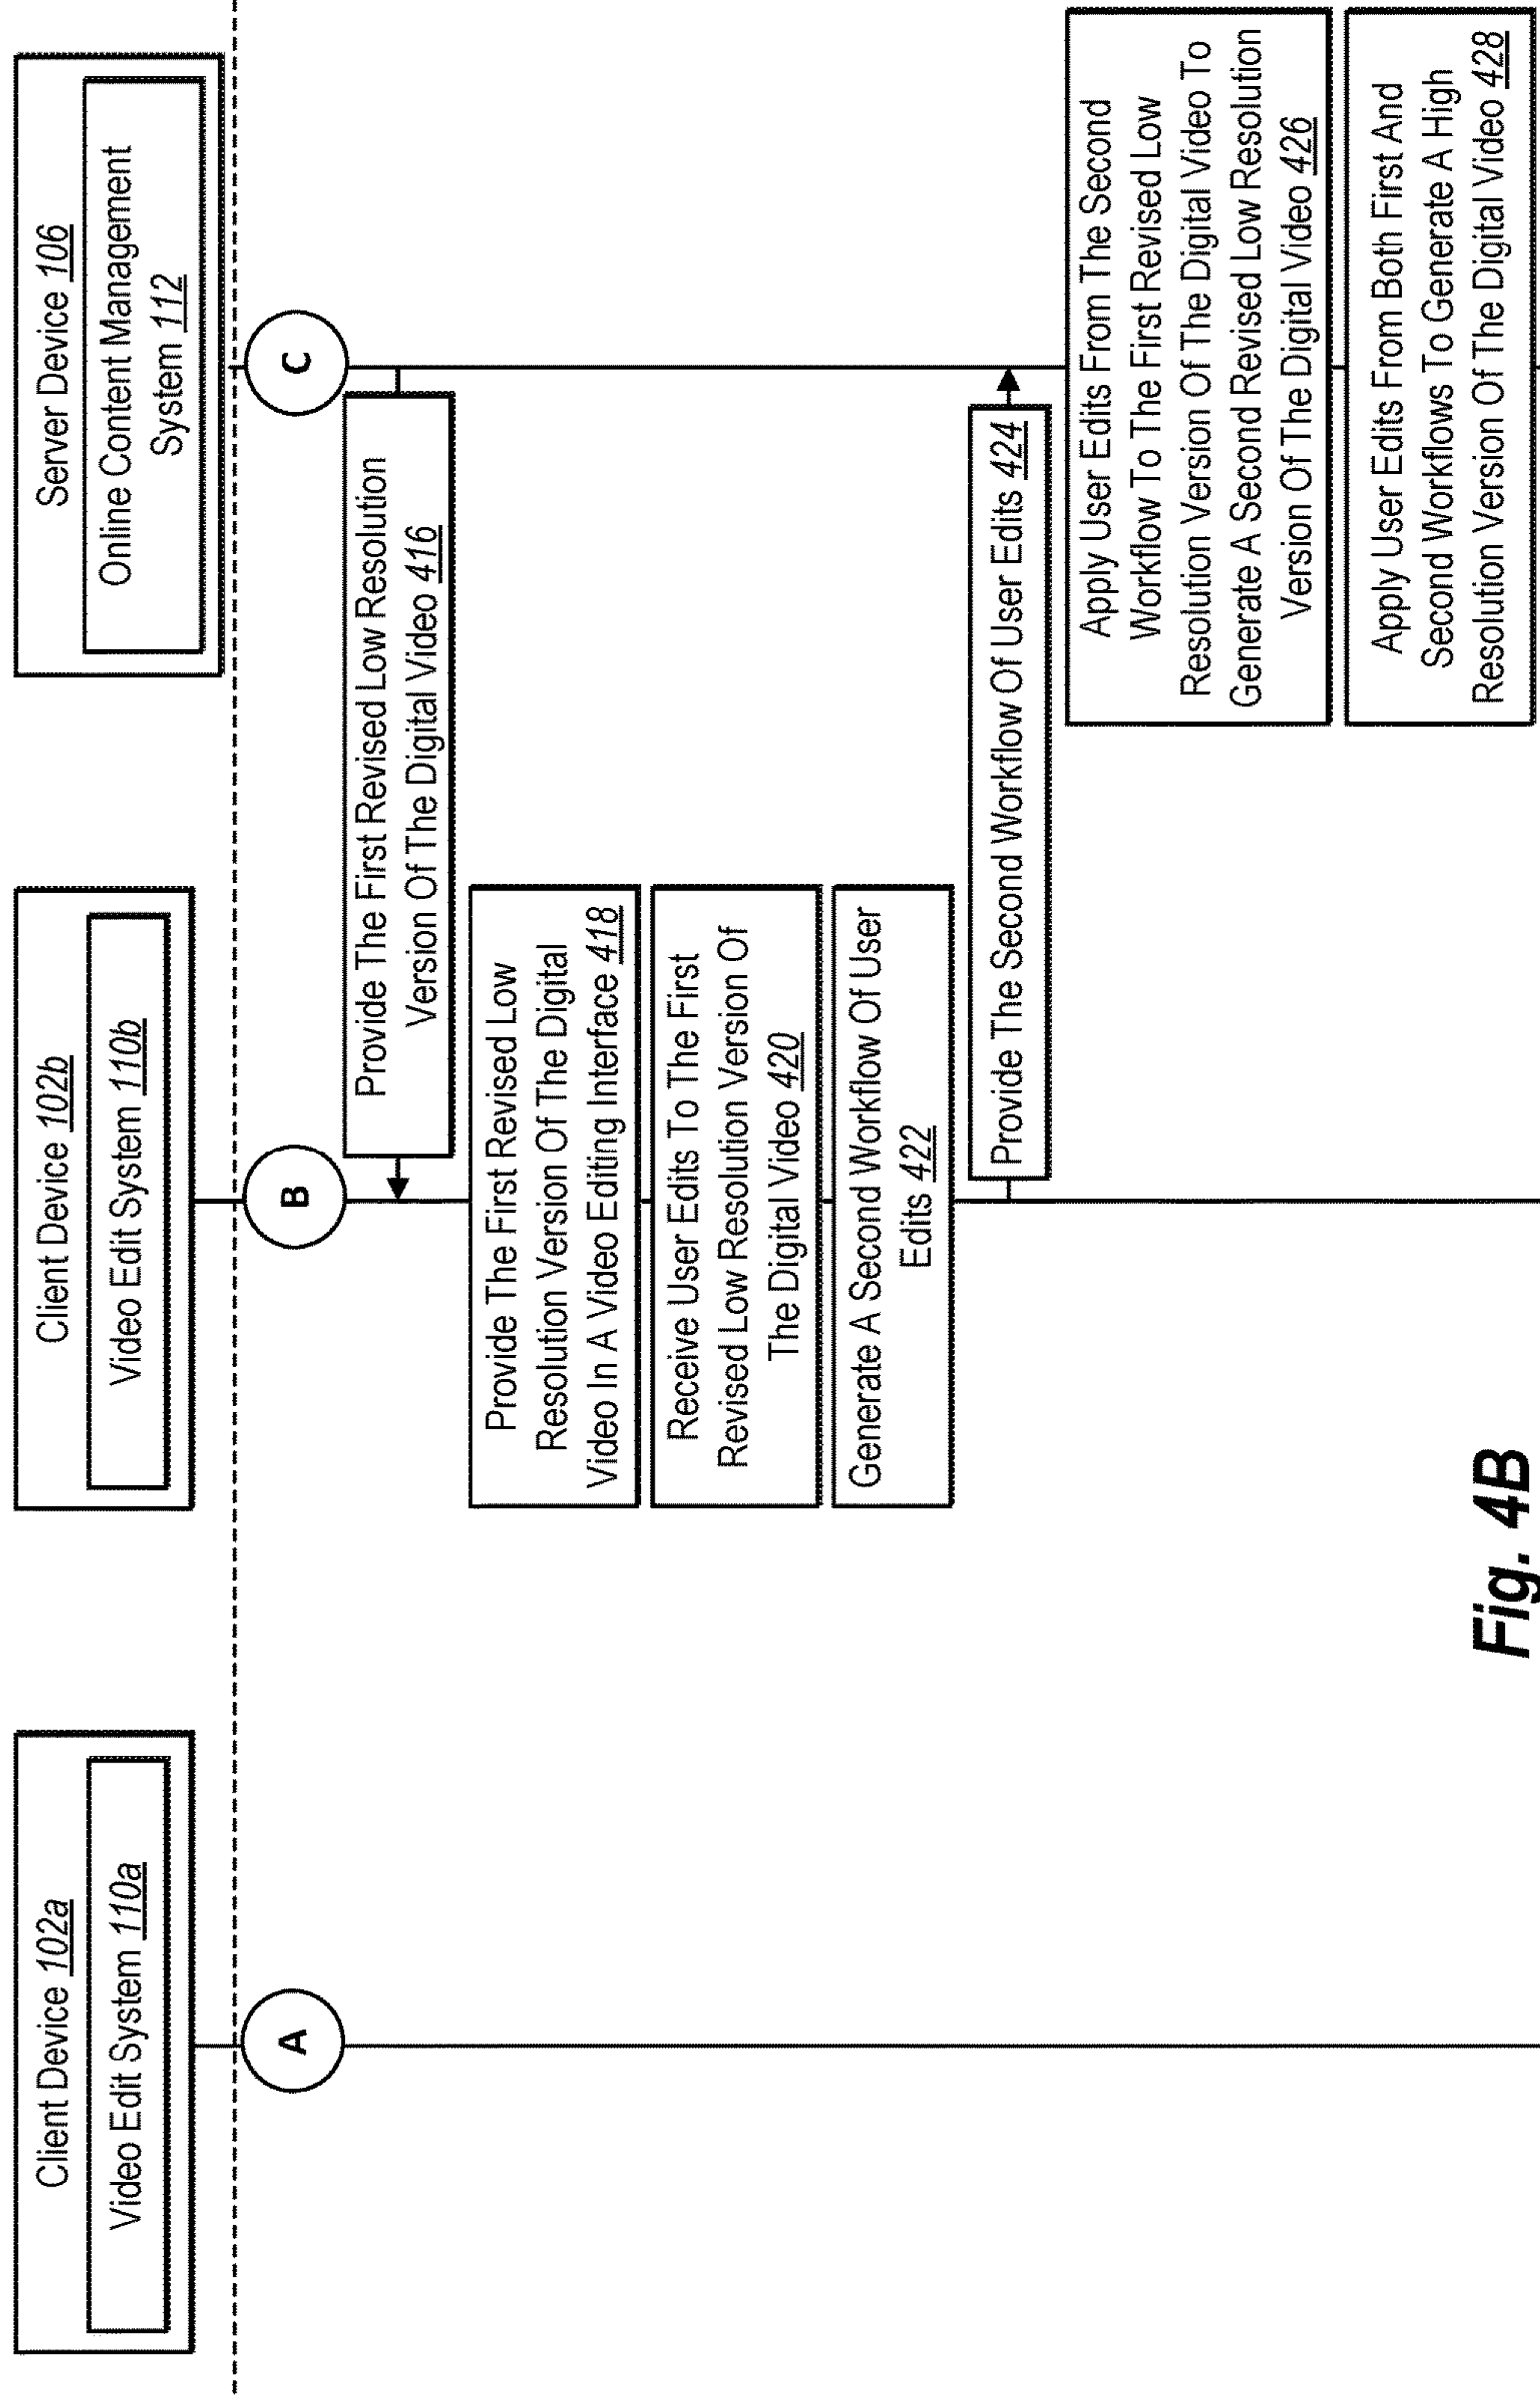 Client Device 102a
Video Edit System 110a
Client Device 102b
Video Edit System 110b
Server Device 106
Online Content Management
System 112
A
B
C
Provide The First Revised Low Resolution
Version Of The Digital Video 416
Provide The First Revised Low
Resolution Version Of The Digital
Video In A Video Editing Interface 418
Receive User Edits To The First
Revised Low Resolution Version Of
The Digital Video 420
Generate A Second Workflow Of User
Edits 422
Provide The Second Workflow Of User Edits 424
Apply User Edits From The Second
Workflow To The First Revised Low
Resolution Version Of The Digital Video To
Generate A Second Revised Low Resolution
Version Of The Digital Video 426
Apply User Edits From Both First And
Second Workflows To Generate A High
Resolution Version Of The Digital Video 428
Fig. 4B